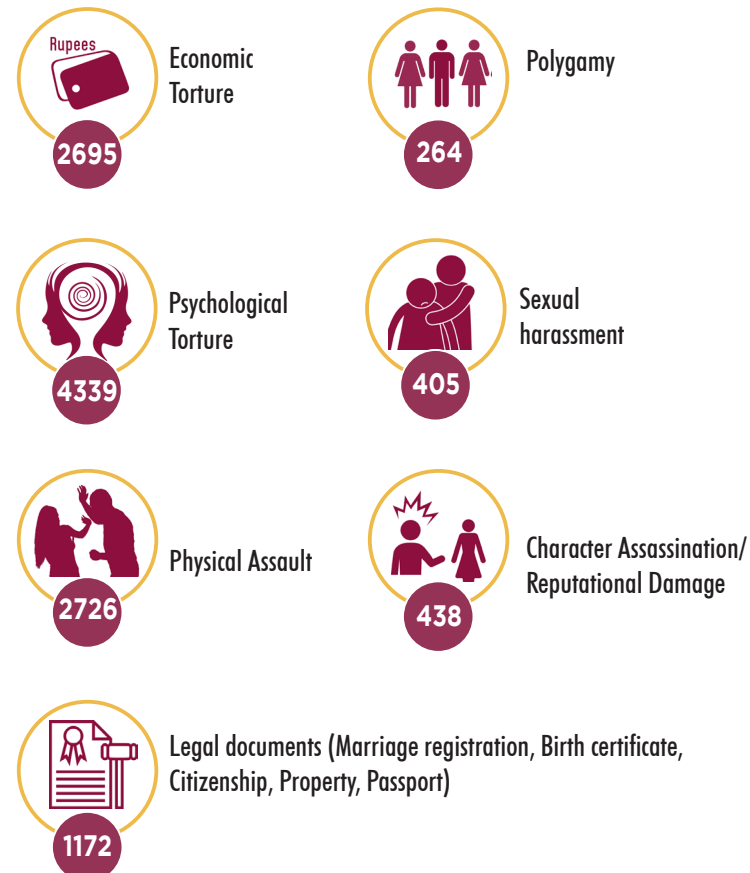 Rupees
Economic
Torture
2695
Polygamy
264
Psychological
Torture
4339
Sexual
harassment
405
Physical Assault
2726
Character Assassination/
Reputational Damage
438
Legal documents (Marriage registration, Birth certificate,
Citizenship, Property, Passport)
1172